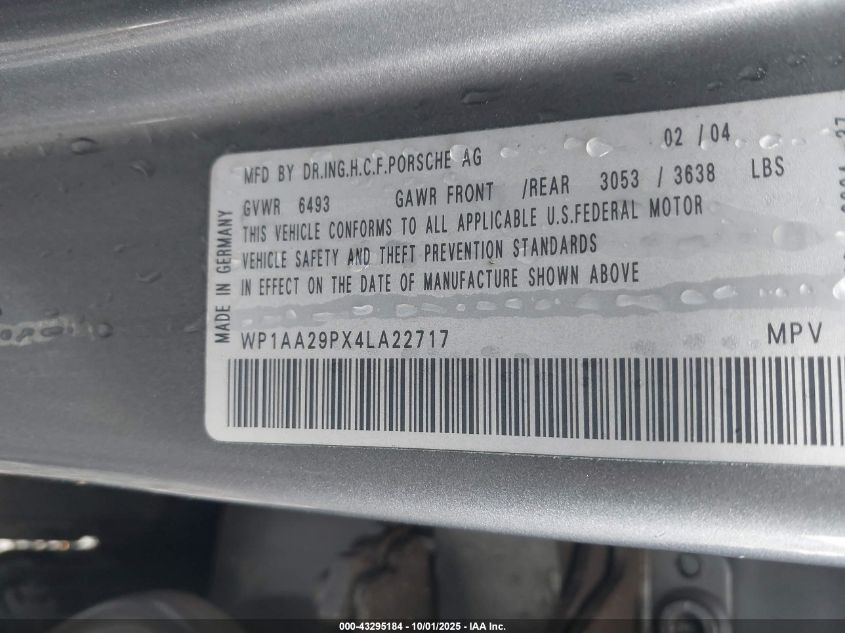 02 / 04
MFD BY DR.ING.H.C.F.PORSCHE AG
GVWR 6493 GAWR FRONT /REAR 3053 / 3638 LBS
THIS VEHICLE CONFORMS TO ALL APPLICABLE U.S.FEDERAL MOTOR
VEHICLE SAFETY AND THEFT PREVENTION STANDARDS
IN EFFECT ON THE DATE OF MANUFACTURE SHOWN ABOVE
MADE IN GERMANY
WP1AA29PX4LA22717 MPV
000-43295184 - 10/01/2025 - IAA Inc.